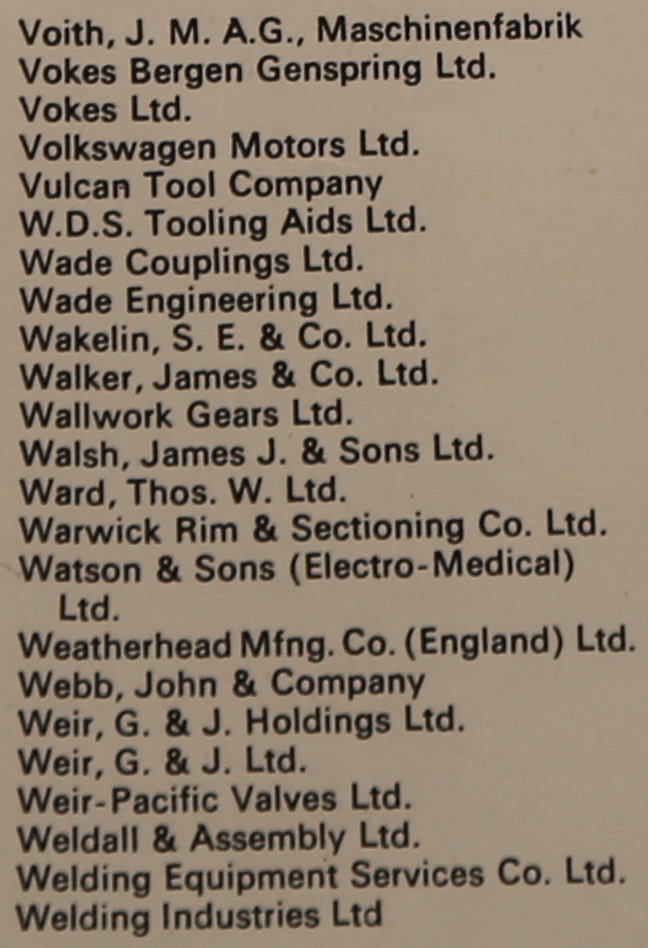 Voith, J. M. A.G., Maschinenfabrik
Vokes Bergen Genspring Ltd.
Vokes Ltd.
Volkswagen Motors Ltd.
Vulcan Tool Company
W.D.S. Tooling Aids Ltd.
Wade Couplings Ltd.
Wade Engineering Ltd.
Wakelin, S. E. & Co. Ltd.
Walker, James & Co. Ltd.
Wallwork Gears Ltd.
Walsh, James J. & Sons Ltd.
Ward, Thos. W. Ltd.
Warwick Rim & Sectioning Co. Ltd.
Watson & Sons (Electro-Medical)
Ltd.
Weatherhead Mfng. Co. (England) Ltd.
Webb, John & Company
Weir, G. & J. Holdings Ltd.
Weir, G. & J. Ltd.
Weir-Pacific Valves Ltd.
Weldall & Assembly Ltd.
Welding Equipment Services Co. Ltd.
Welding Industries Ltd